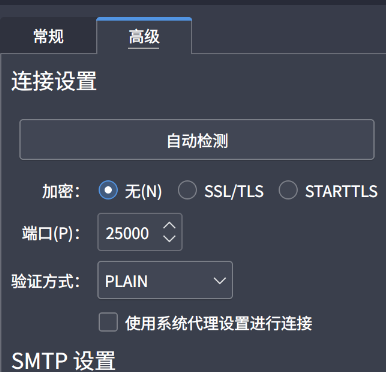 常规 高级
连接设置
自动检测
加密： 无(N) SSL/TLS STARTTLS
端口(P)： 25000
验证方式： PLAIN
使用系统代理设置进行连接
SMTP 设置